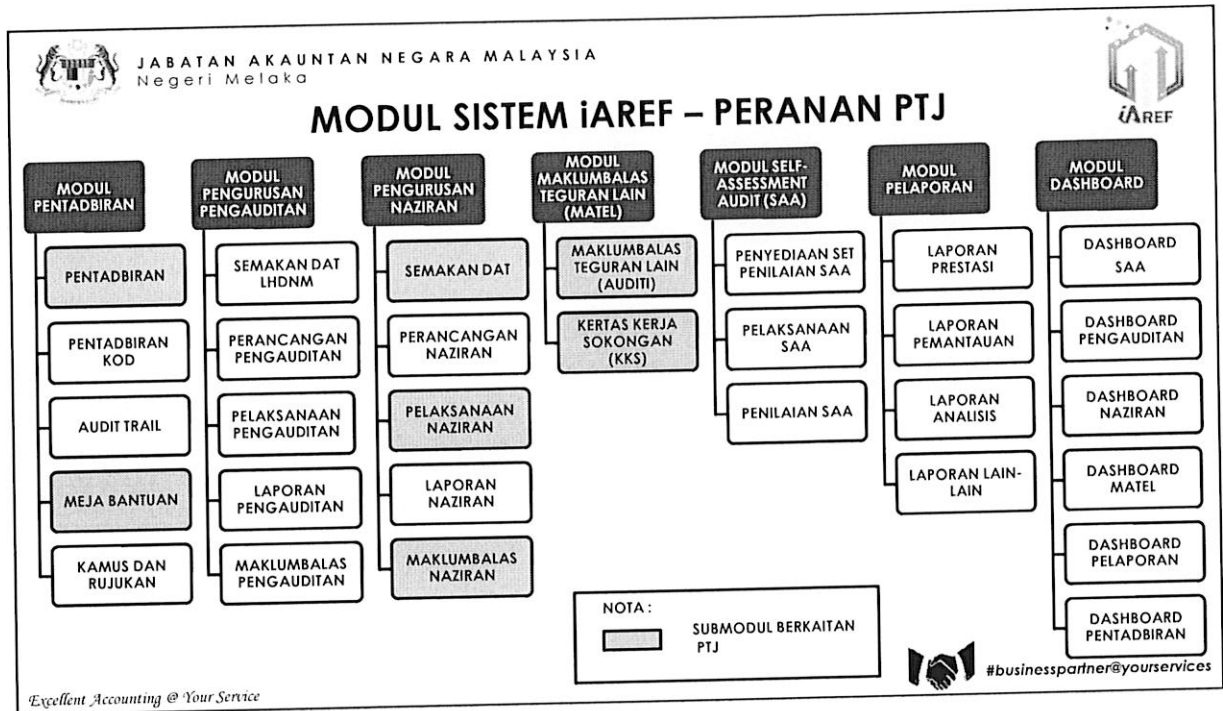 JABATAN AKAUNTAN NEGARA MALAYSIA
Negeri Melaka
iAREF
MODUL SISTEM iAREF – PERANAN PTJ
MODUL
PENTADBIRAN
PENTADBIRAN
PENTADBIRAN
KOD
AUDIT TRAIL
MEJA BANTUAN
KAMUS DAN
RUJUKAN
MODUL
PENGURUSAN
PENGAUDITAN
SEMAKAN DAT
LHDNM
PERANCANGAN
PENGAUDITAN
PELAKSANAAN
PENGAUDITAN
LAPORAN
PENGAUDITAN
MAKLUMBALAS
PENGAUDITAN
MODUL
PENGURUSAN
NAZIRAN
SEMAKAN DAT
PERANCANGAN
NAZIRAN
PELAKSANAAN
NAZIRAN
LAPORAN
NAZIRAN
MAKLUMBALAS
NAZIRAN
MODUL
MAKLUMBALAS
TEGURAN LAIN
(MATEL)
MAKLUMBALAS
TEGURAN LAIN
(AUDITI)
KERTAS KERJA
SOKONGAN
(KKS)
MODUL SELF-
ASSESSMENT
AUDIT (SAA)
PENYEDIAAN SET
PENILAIAN SAA
PELAKSANAAN
SAA
PENILAIAN SAA
MODUL
PELAPORAN
LAPORAN
PRESTASI
LAPORAN
PEMANTAUAN
LAPORAN
ANALISIS
LAPORAN LAIN-
LAIN
MODUL
DASHBOARD
DASHBOARD
SAA
DASHBOARD
PENGAUDITAN
DASHBOARD
NAZIRAN
DASHBOARD
MATEL
DASHBOARD
PELAPORAN
DASHBOARD
PENTADBIRAN
NOTA :
SUBMODUL BERKAITAN
PTJ
#businesspartner@yourservices
Excellent Accounting @ Your Service